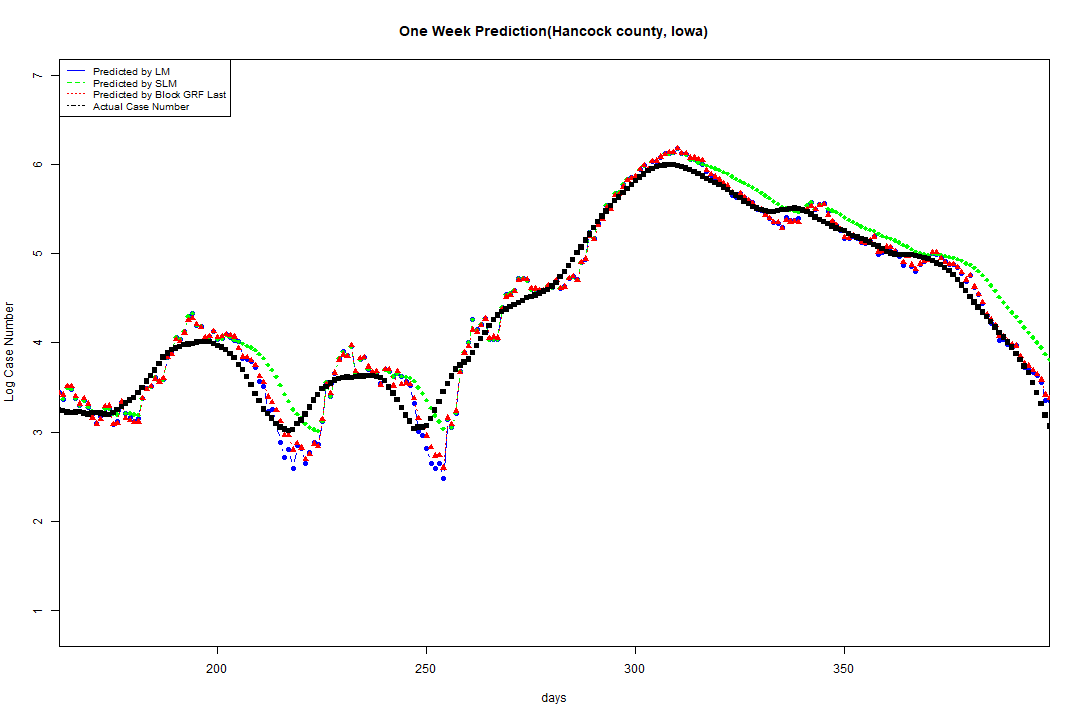 One Week Prediction(Hancock county, Iowa)
Predicted by LM
Predicted by SLM
Predicted by Block GRF Last
Actual Case Number
7
6
5
4
3
2
1
Log Case Number
200 250 300 350
days